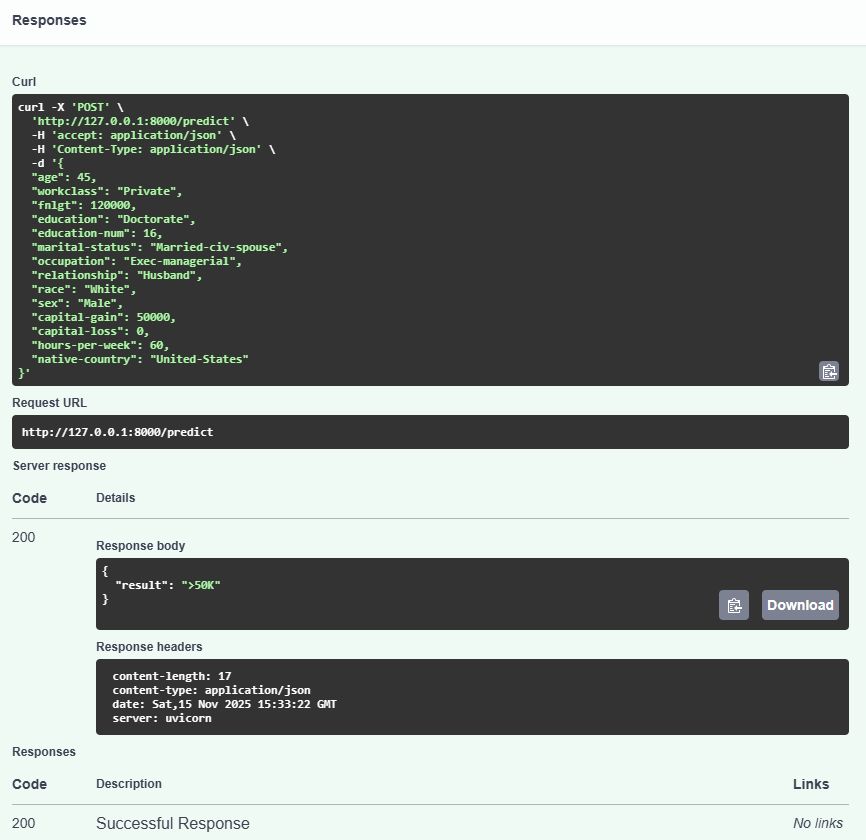 Responses
Curl
curl -X 'POST' \
  'http://127.0.0.1:8000/predict' \
  -H 'accept: application/json' \
  -H 'Content-Type: application/json' \
  -d '{
  "age": 45,
  "workclass": "Private",
  "fnlgt": 120000,
  "education": "Doctorate",
  "education-num": 16,
  "marital-status": "Married-civ-spouse",
  "occupation": "Exec-managerial",
  "relationship": "Husband",
  "race": "White",
  "sex": "Male",
  "capital-gain": 50000,
  "capital-loss": 0,
  "hours-per-week": 60,
  "native-country": "United-States"
}'
Request URL
http://127.0.0.1:8000/predict
Server response
Code Details
200
Response body
{
  "result": ">50K"
}
Download
Response headers
content-length: 17
content-type: application/json
date: Sat,15 Nov 2025 15:33:22 GMT
server: uvicorn
Responses
Code Description Links
200 Successful Response No links